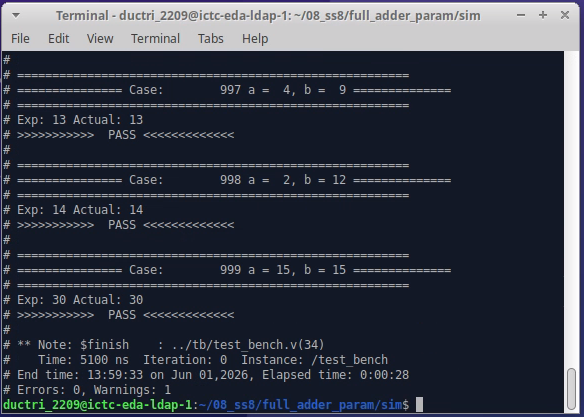 Terminal - ductri_2209@ictc-eda-ldap-1: ~/08_ss8/full_adder_param/sim
File Edit View Terminal Tabs Help
#
# ========================================================
# =============== Case:        997 a =  4, b =  9 ==============
# ========================================================
# Exp: 13 Actual: 13
# >>>>>>>>>>>  PASS <<<<<<<<<<<<<
#
# ========================================================
# =============== Case:        998 a =  2, b = 12 ==============
# ========================================================
# Exp: 14 Actual: 14
# >>>>>>>>>>>  PASS <<<<<<<<<<<<<
#
# ========================================================
# =============== Case:        999 a = 15, b = 15 ==============
# ========================================================
# Exp: 30 Actual: 30
# >>>>>>>>>>>  PASS <<<<<<<<<<<<<
#
# ** Note: $finish    : ../tb/test_bench.v(34)
#    Time: 5100 ns  Iteration: 0  Instance: /test_bench
# End time: 13:59:33 on Jun 01,2026, Elapsed time: 0:00:28
# Errors: 0, Warnings: 1
ductri_2209@ictc-eda-ldap-1:~/08_ss8/full_adder_param/sim$